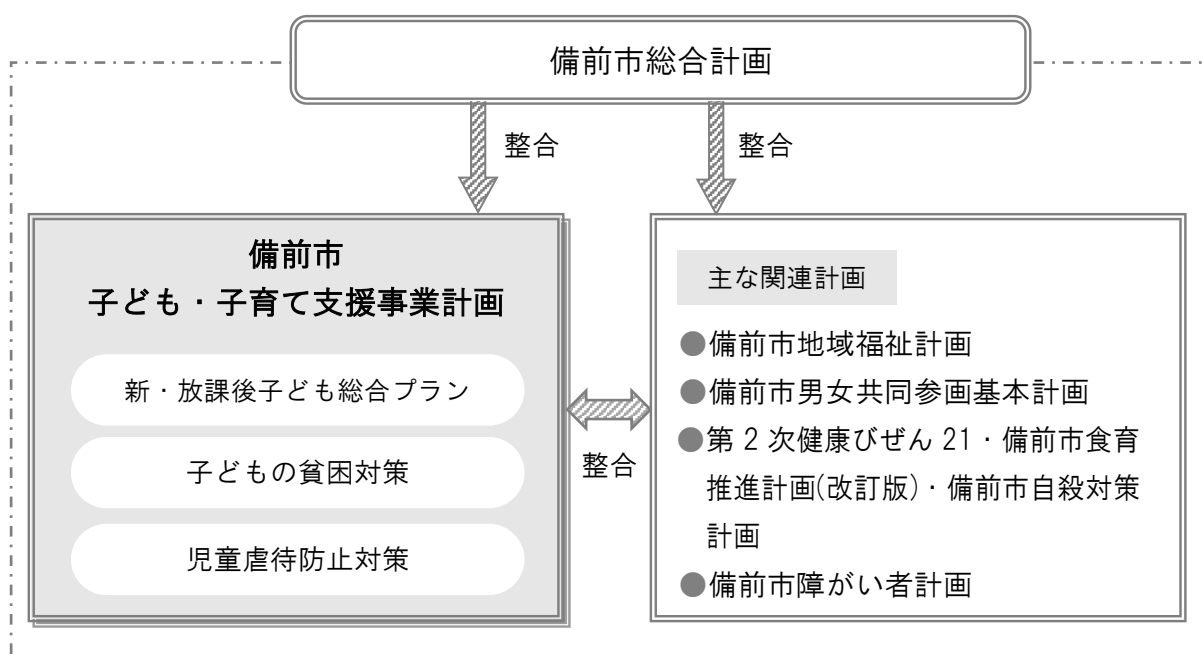 備前市総合計画
整合
整合
備前市
子ども・子育て支援事業計画
新・放課後子ども総合プラン
子どもの貧困対策
児童虐待防止対策
整合
主な関連計画
●備前市地域福祉計画
●備前市男女共同参画基本計画
●第2次健康びぜん21・備前市食育
推進計画(改訂版)・備前市自殺対策
計画
●備前市障がい者計画